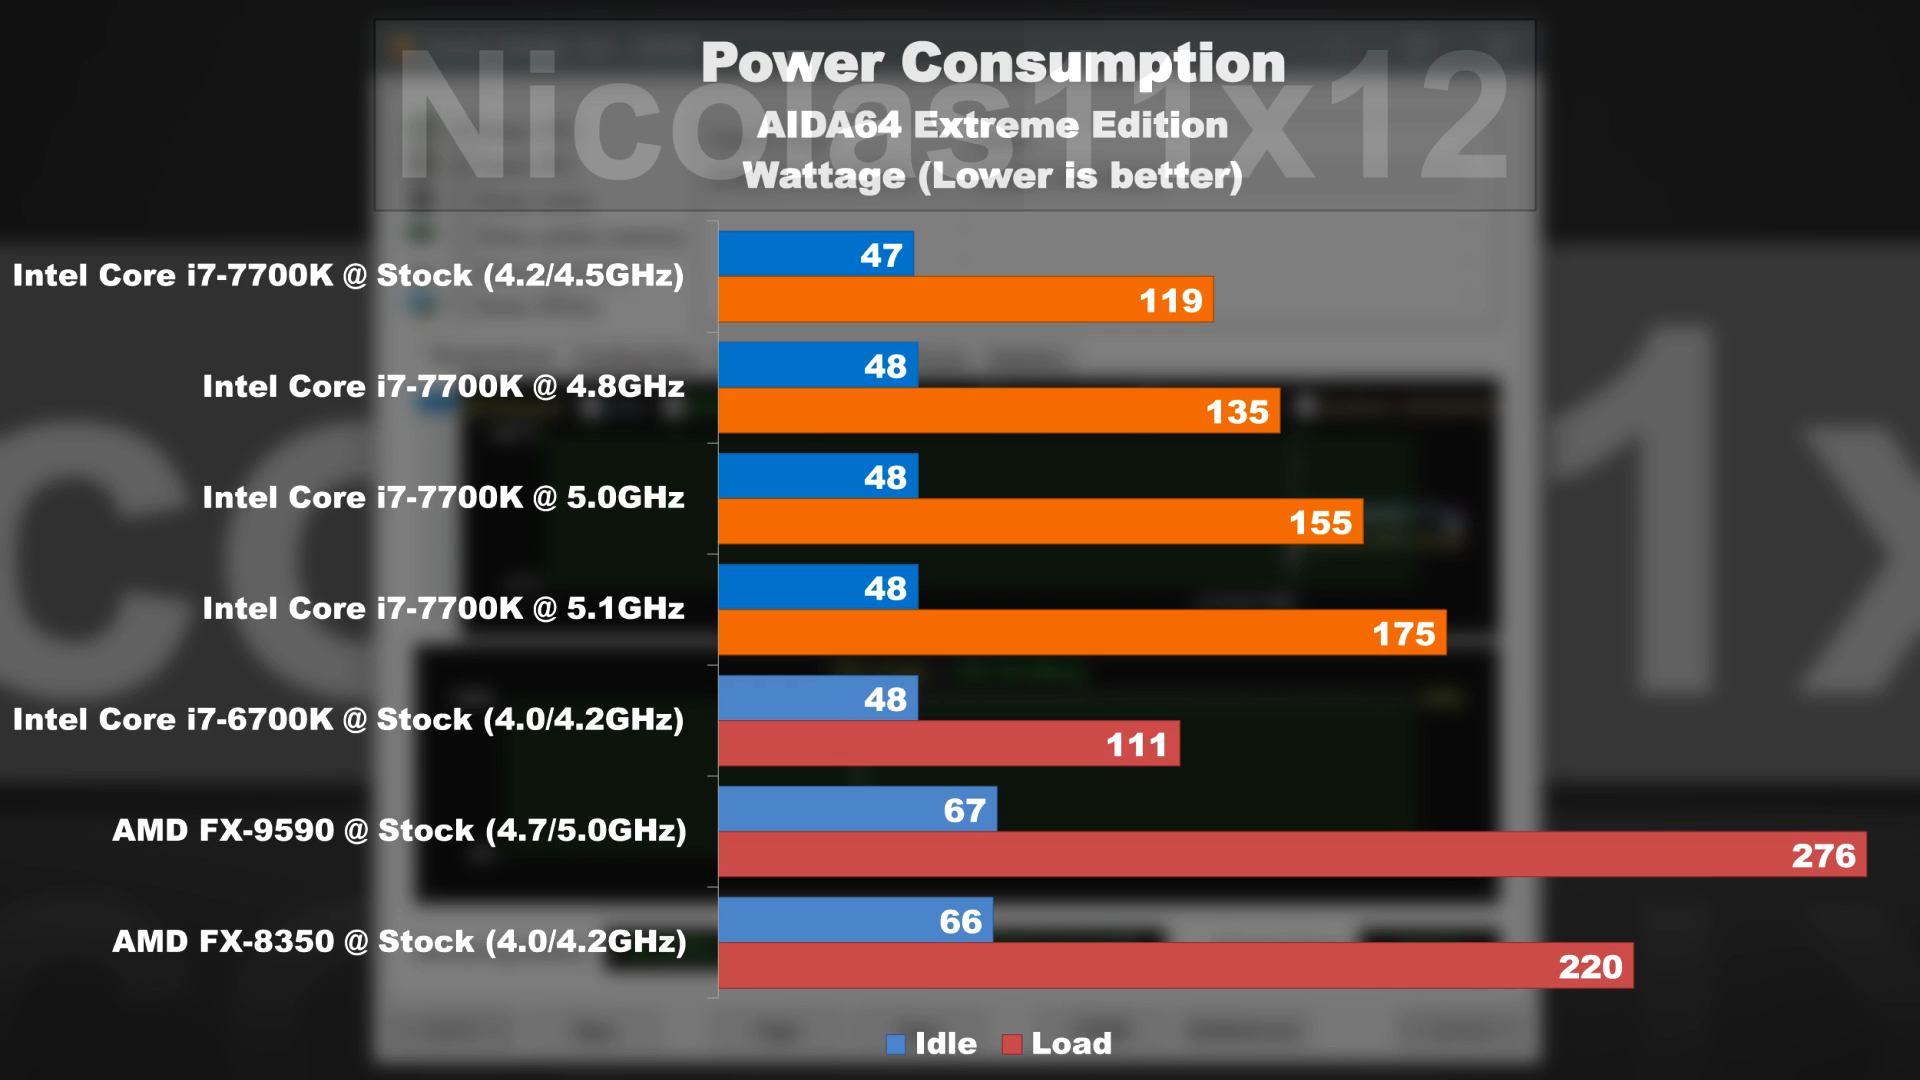 Nicolas11x12
Power Consumption
AIDA64 Extreme Edition
Wattage (Lower is better)
Intel Core i7-7700K @ Stock (4.2/4.5GHz)
47
119
Intel Core i7-7700K @ 4.8GHz
48
135
Intel Core i7-7700K @ 5.0GHz
48
155
Intel Core i7-7700K @ 5.1GHz
48
175
Intel Core i7-6700K @ Stock (4.0/4.2GHz)
48
111
AMD FX-9590 @ Stock (4.7/5.0GHz)
67
276
AMD FX-8350 @ Stock (4.0/4.2GHz)
66
220
Idle Load